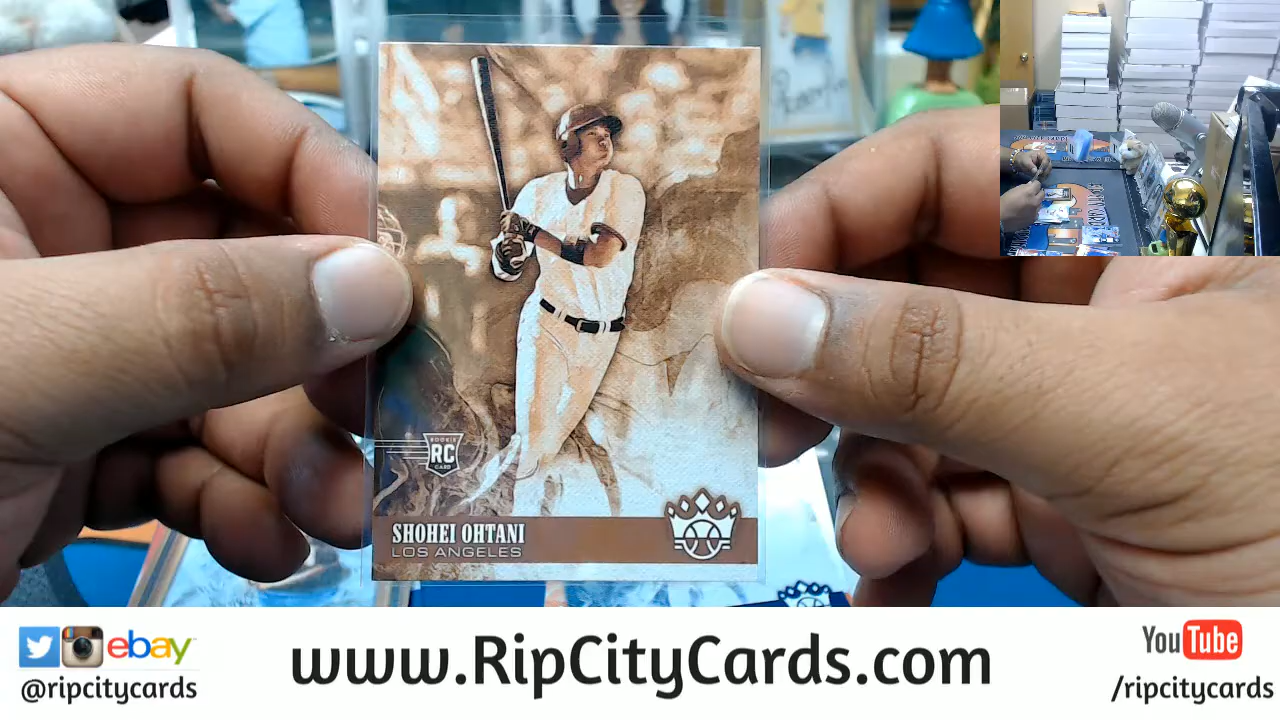 ROOKIE
RC
CARD
SHOHEI OHTANI
LOS ANGELES
ebay
@ripcitycards
www.RipCityCards.com
YouTube
/ripcitycards